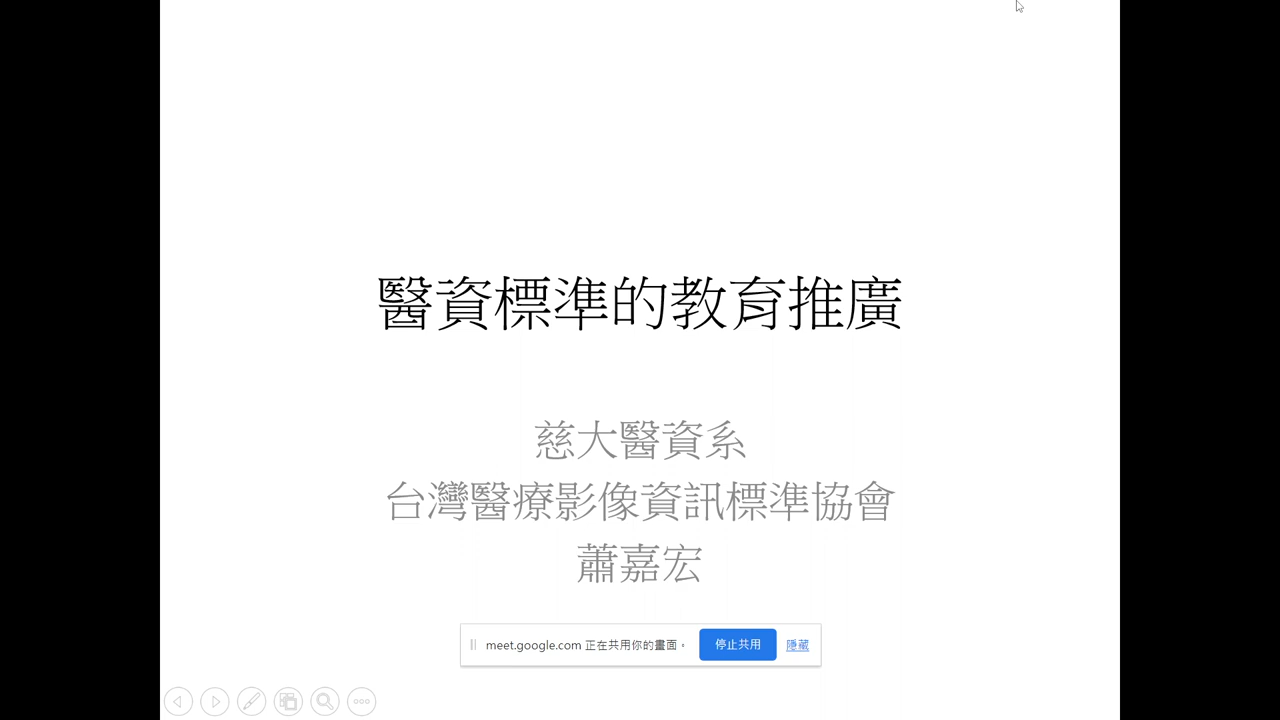 醫資標準的教育推廣
慈大醫資系
台灣醫療影像資訊標準協會
蕭嘉宏
meet.google.com 正在共用你的畫面。 停止共用 隱藏